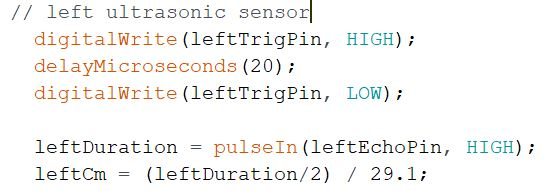 // left ultrasonic sensor
digitalWrite(leftTrigPin, HIGH);
delayMicroseconds(20);
digitalWrite(leftTrigPin, LOW);
leftDuration = pulseIn(leftEchoPin, HIGH);
leftCm = (leftDuration/2) / 29.1;